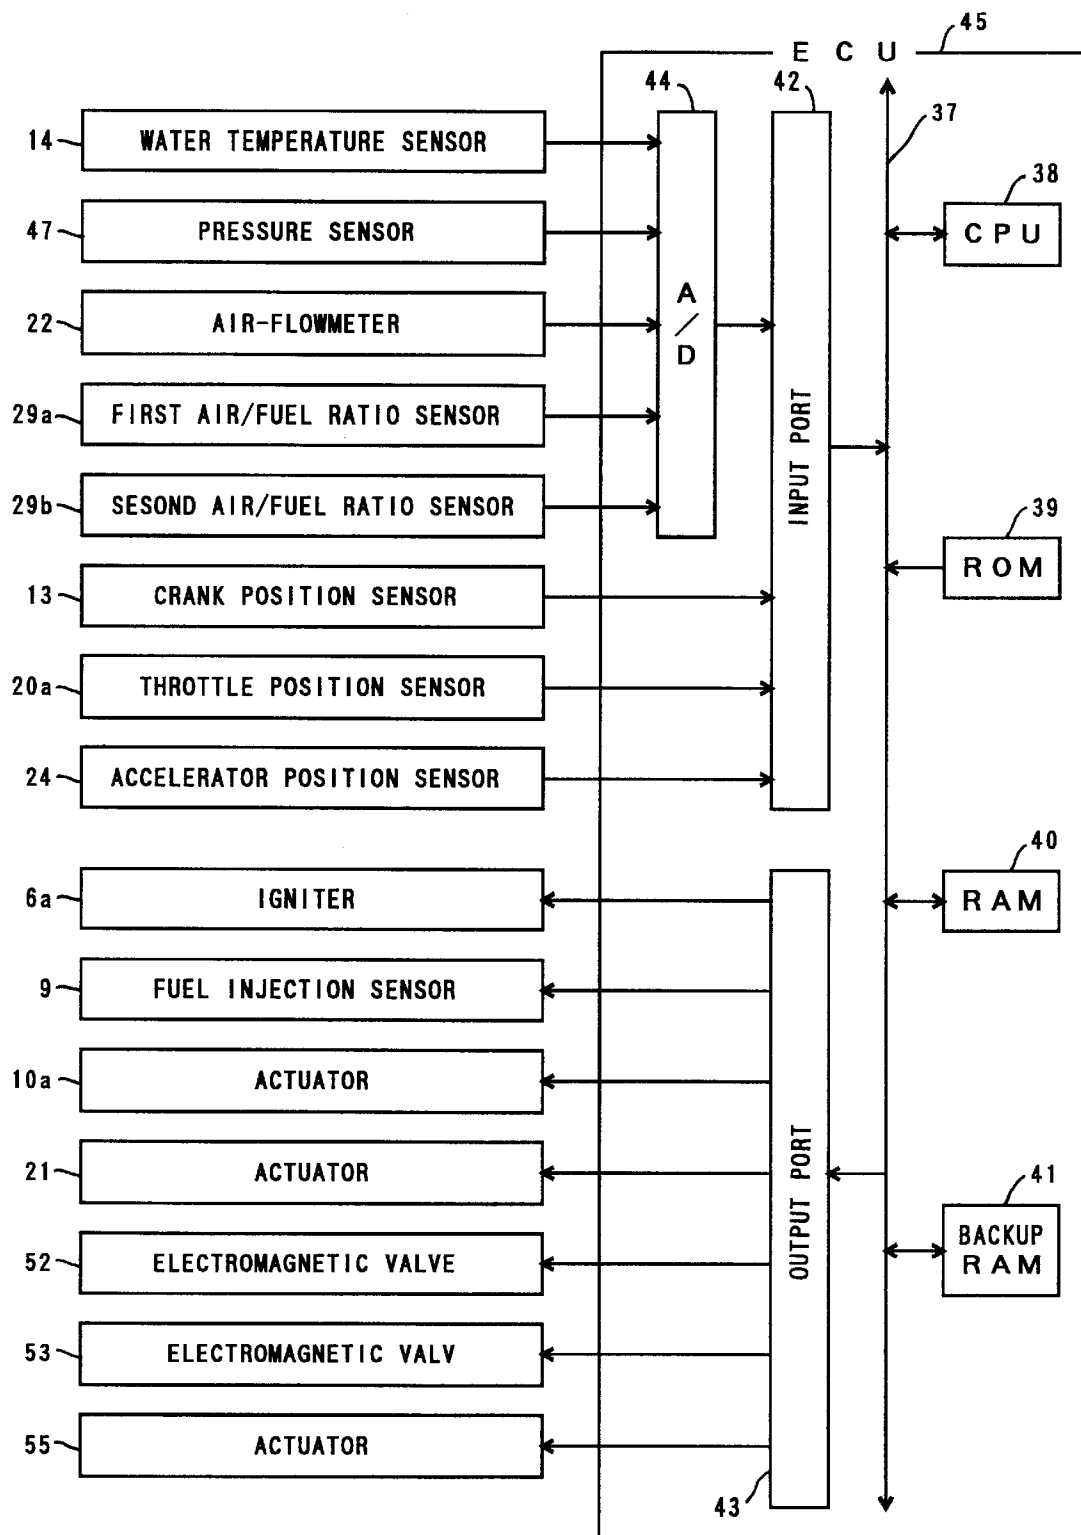 45
E C U
44
42
37
14
WATER TEMPERATURE SENSOR
38
CPU
47
PRESSURE SENSOR
22
AIR-FLOWMETER
A/D
29a
FIRST AIR/FUEL RATIO SENSOR
INPUT PORT
29b
SESOND AIR/FUEL RATIO SENSOR
39
ROM
13
CRANK POSITION SENSOR
20a
THROTTLE POSITION SENSOR
24
ACCELERATOR POSITION SENSOR
40
RAM
6a
IGNITER
9
FUEL INJECTION SENSOR
10a
ACTUATOR
OUTPUT PORT
21
ACTUATOR
41
BACKUP
RAM
52
ELECTROMAGNETIC VALVE
53
ELECTROMAGNETIC VALV
55
ACTUATOR
43